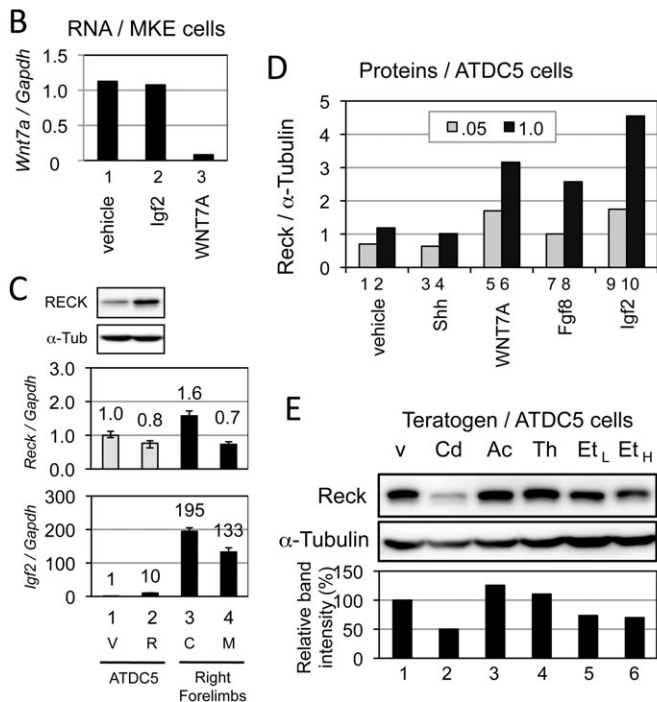 B
RNA / MKE cells
Wnt7a / Gapdh
1.5
1.0
0.5
0
1 2 3
vehicle
Igf2
WNT7A
C
RECK
α-Tub
Reck / Gapdh
2.0
1.0
0.0
1.0
0.8
1.6
0.7
Igf2 / Gapdh
300
200
100
0
1
10
195
133
1 2 3 4
V R C M
ATDC5 Right
Forelimbs
D
Proteins / ATDC5 cells
Reck / α-Tubulin
5
4
3
2
1
0
.05 1.0
1 2 3 4 5 6 7 8 9 10
vehicle
Shh
WNT7A
Fgf8
Igf2
E
Teratogen / ATDC5 cells
v Cd Ac Th EtL EtH
Reck
α-Tubulin
Relative band
intensity (%)
150
100
50
0
1 2 3 4 5 6